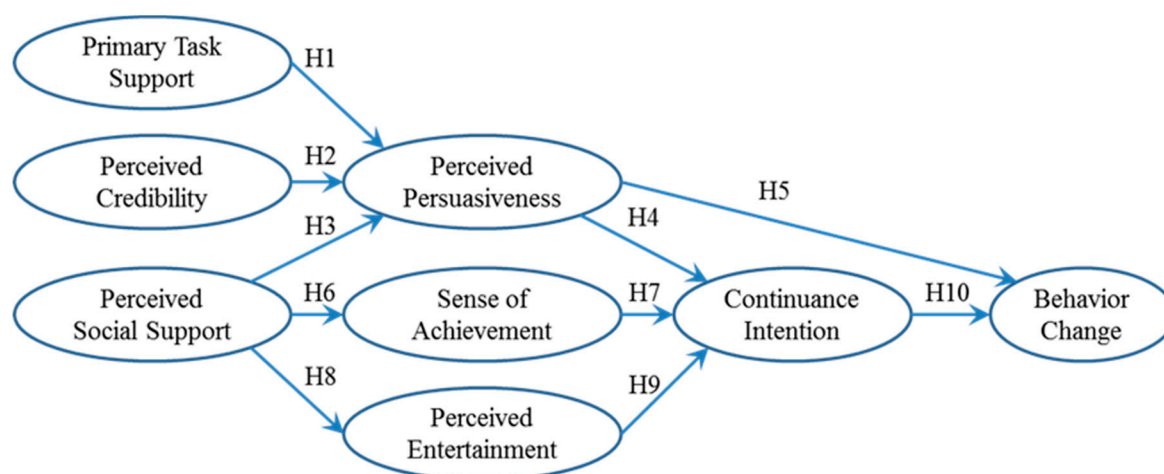 Primary Task
Support
H1
Perceived
Credibility
H2
Perceived
Persuasiveness
H3
H4
H5
Perceived
Social Support
H6
Sense of
Achievement
H7
Continuance
Intention
H10
Behavior
Change
H8
Perceived
Entertainment
H9